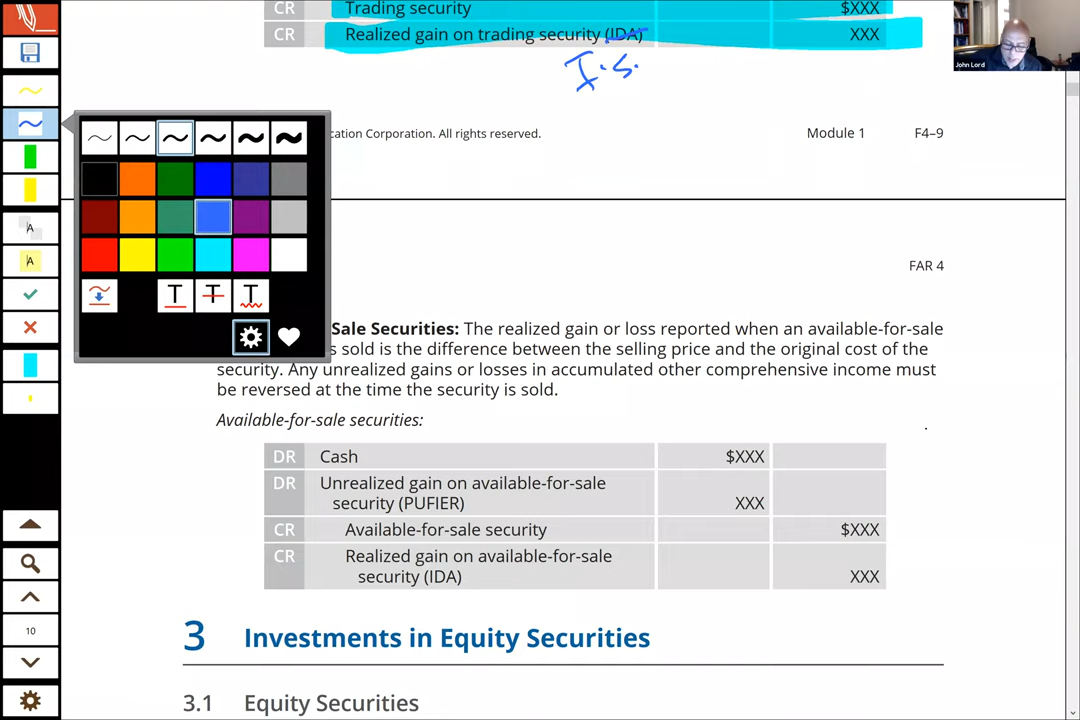 CR Trading security $XXX
CR Realized gain on trading security (IDA) XXX
I.S.
John Lord
cation Corporation. All rights reserved. Module 1 F4–9
FAR 4
Sale Securities: The realized gain or loss reported when an available-for-sale
s sold is the difference between the selling price and the original cost of the
security. Any unrealized gains or losses in accumulated other comprehensive income must
be reversed at the time the security is sold.
Available-for-sale securities:
DR Cash $XXX
DR Unrealized gain on available-for-sale
security (PUFIER) XXX
CR Available-for-sale security $XXX
CR Realized gain on available-for-sale
security (IDA) XXX
3 Investments in Equity Securities
3.1 Equity Securities
A
A
T T T
10